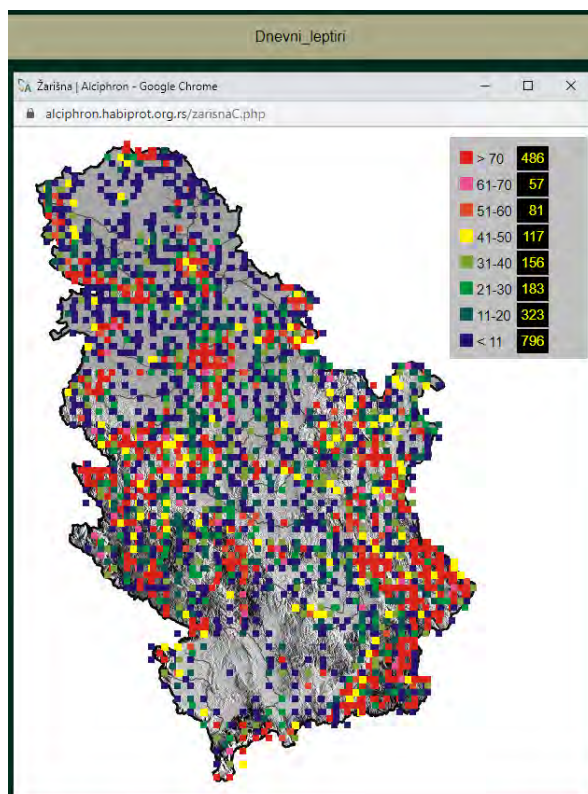 Dnevni_leptiri
Žarišna | Alciphron - Google Chrome
alciphron.habiprot.org.rs/zarisnaC.php
> 70 486
61-70 57
51-60 81
41-50 117
31-40 156
21-30 183
11-20 323
< 11 796